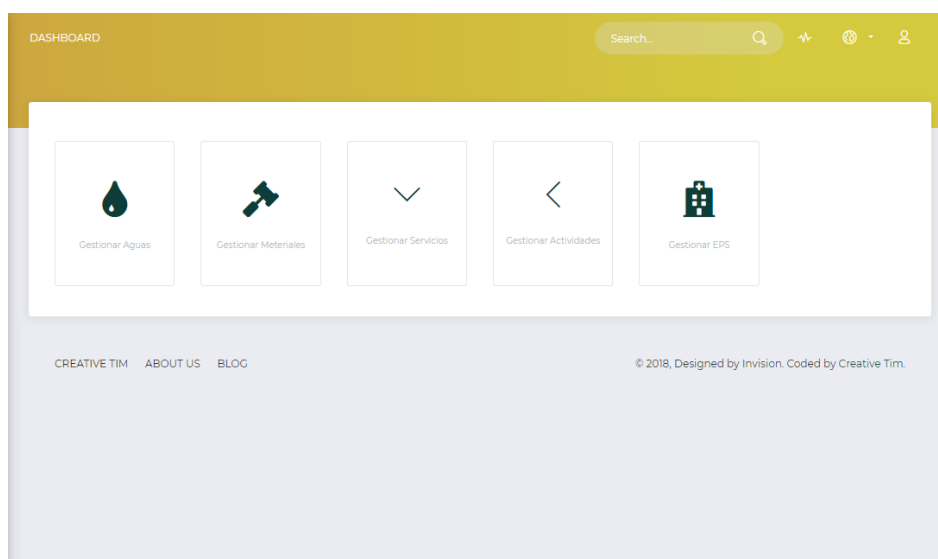 DASHBOARD
Search...
Gestionar Aguas
Gestionar Meteriales
Gestionar Servicios
Gestionar Actividades
Gestionar EPS
CREATIVE TIM ABOUT US BLOG
© 2018, Designed by Invision. Coded by Creative Tim.